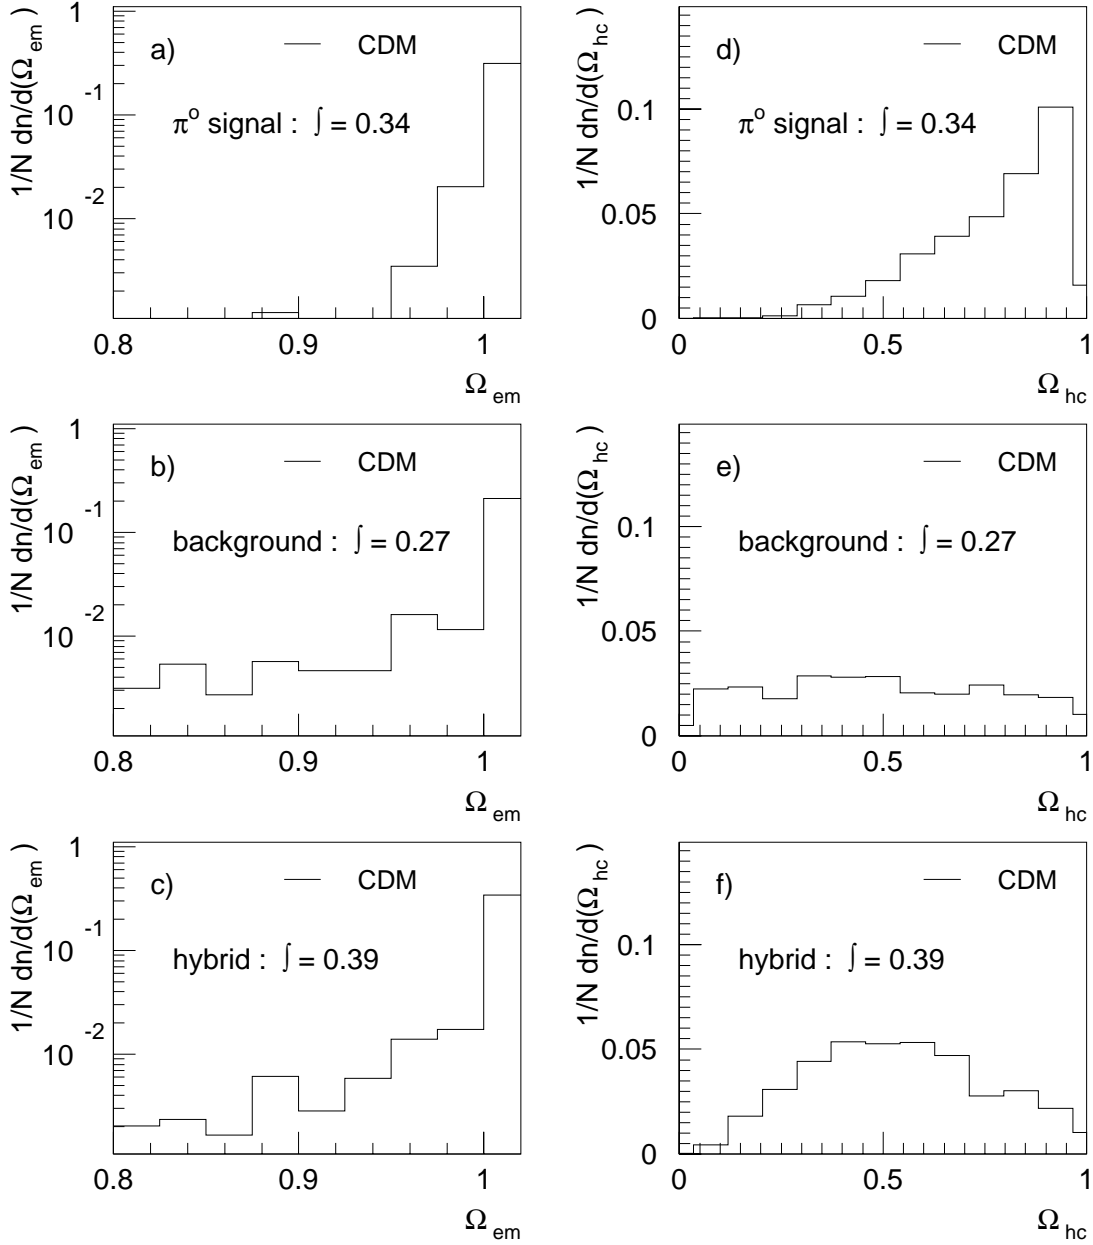 1/N dn/d(Ω em )
1
10 -1
10 -2
a)
CDM
π o signal : ∫ = 0.34
0.8 0.9 1
Ω em
1/N dn/d(Ω hc )
0.1
0.05
0
d)
CDM
π o signal : ∫ = 0.34
0 0.5 1
Ω hc
1/N dn/d(Ω em )
1
10 -1
10 -2
b)
CDM
background : ∫ = 0.27
0.8 0.9 1
Ω em
1/N dn/d(Ω hc )
0.1
0.05
0
e)
CDM
background : ∫ = 0.27
0 0.5 1
Ω hc
1/N dn/d(Ω em )
1
10 -1
10 -2
c)
CDM
hybrid : ∫ = 0.39
0.8 0.9 1
Ω em
1/N dn/d(Ω hc )
0.1
0.05
0
f)
CDM
hybrid : ∫ = 0.39
0 0.5 1
Ω hc